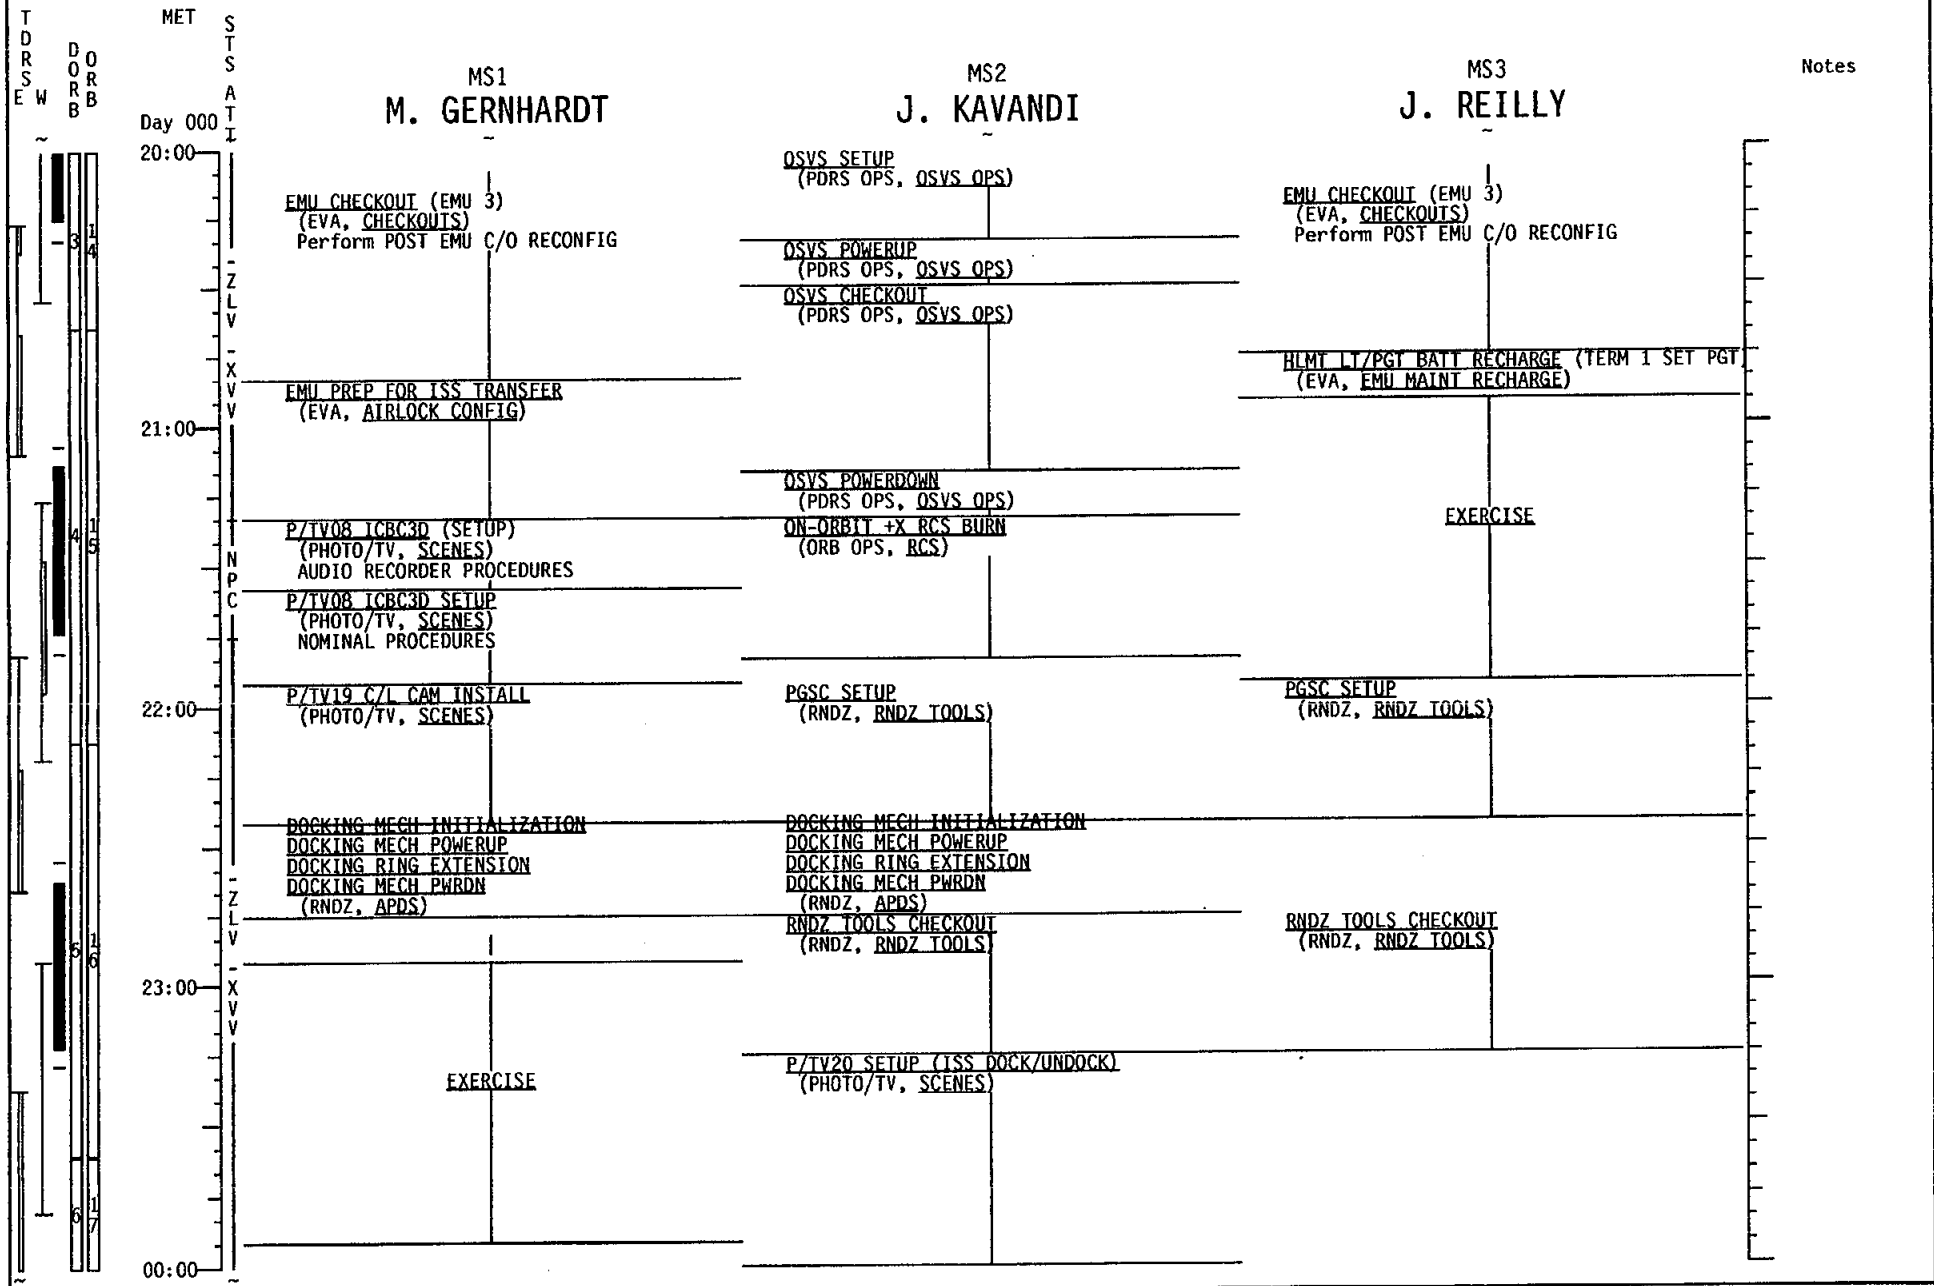 TDRS
E W
DORB
ORB
MET
STS ATT
MS1
M. GERNHARDT
MS2
J. KAVANDI
MS3
J. REILLY
Notes
Day 000
20:00
21:00
22:00
23:00
00:00
3
14
4
15
5
16
6
17
-ZLV
-XVV
NPC
-ZLV
-XVV
EMU CHECKOUT (EMU 3)
(EVA, CHECKOUTS)
Perform POST EMU C/O RECONFIG
EMU PREP FOR ISS TRANSFER
(EVA, AIRLOCK CONFIG)
P/TV08 ICBC3D (SETUP)
(PHOTO/TV, SCENES)
AUDIO RECORDER PROCEDURES
P/TV08 ICBC3D SETUP
(PHOTO/TV, SCENES)
NOMINAL PROCEDURES
P/TV19 C/L CAM INSTALL
(PHOTO/TV, SCENES)
DOCKING MECH INITIALIZATION
DOCKING MECH POWERUP
DOCKING RING EXTENSION
DOCKING MECH PWRDN
(RNDZ, APDS)
EXERCISE
OSVS SETUP
(PDRS OPS, OSVS OPS)
OSVS POWERUP
(PDRS OPS, OSVS OPS)
OSVS CHECKOUT
(PDRS OPS, OSVS OPS)
OSVS POWERDOWN
(PDRS OPS, OSVS OPS)
ON-ORBIT +X RCS BURN
(ORB OPS, RCS)
PGSC SETUP
(RNDZ, RNDZ TOOLS)
DOCKING MECH INITIALIZATION
DOCKING MECH POWERUP
DOCKING RING EXTENSION
DOCKING MECH PWRDN
(RNDZ, APDS)
RNDZ TOOLS CHECKOUT
(RNDZ, RNDZ TOOLS)
P/TV20 SETUP (ISS DOCK/UNDOCK)
(PHOTO/TV, SCENES)
EMU CHECKOUT (EMU 3)
(EVA, CHECKOUTS)
Perform POST EMU C/O RECONFIG
HLMT LT/PGT BATT RECHARGE (TERM 1 SET PGT
(EVA, EMU MAINT RECHARGE)
EXERCISE
PGSC SETUP
(RNDZ, RNDZ TOOLS)
RNDZ TOOLS CHECKOUT
(RNDZ, RNDZ TOOLS)